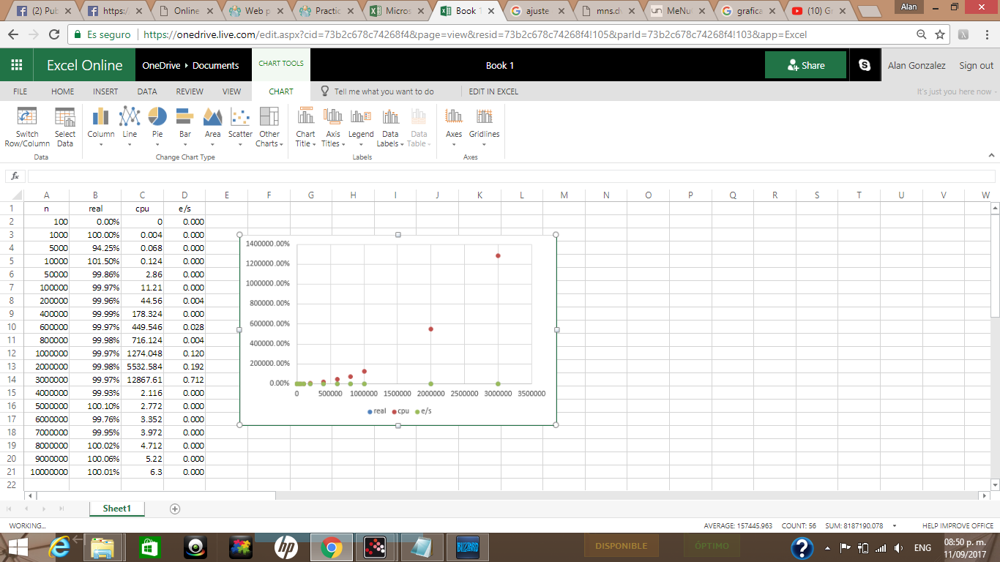 (2) Pub
https:/
Online
Web p
Practic
Micros
Book 1
ajuste
mns.dv
MeNu
grafica
(10) Gr
Alan
Es seguro https://onedrive.live.com/edit.aspx?cid=73b2c678c74268f4&page=view&resid=73b2c678c74268f4!105&parId=73b2c678c74268f4!103&app=Excel
Excel Online OneDrive Documents CHART TOOLS Book 1 Share Alan Gonzalez Sign out
FILE HOME INSERT DATA REVIEW VIEW CHART Tell me what you want to do EDIT IN EXCEL It's just you here now
Switch Row/Column
Select Data
Column
Line
Pie
Bar
Area
Scatter
Other Charts
Chart Title
Axis Titles
Legend
Data Labels
Data Table
Axes
Gridlines
Data Change Chart Type Labels Axes
fx
A B C D E F G H I J K L M N O P Q R S T U V W
1 n real cpu e/s
2 100 0.00% 0 0.000
3 1000 100.00% 0.004 0.000
4 5000 94.25% 0.068 0.000
5 10000 101.50% 0.124 0.000
6 50000 99.86% 2.86 0.000
7 100000 99.97% 11.21 0.000
8 200000 99.96% 44.56 0.004
9 400000 99.99% 178.324 0.000
10 600000 99.97% 449.546 0.028
11 800000 99.98% 716.124 0.004
12 1000000 99.97% 1274.048 0.120
13 2000000 99.98% 5532.584 0.192
14 3000000 99.97% 12867.61 0.712
15 4000000 99.93% 2.116 0.000
16 5000000 100.10% 2.772 0.000
17 6000000 99.76% 3.352 0.000
18 7000000 99.95% 3.972 0.000
19 8000000 100.02% 4.712 0.000
20 9000000 100.06% 5.22 0.000
21 10000000 100.01% 6.3 0.000
22
1400000.00%
1200000.00%
1000000.00%
800000.00%
600000.00%
400000.00%
200000.00%
0.00%
0 500000 1000000 1500000 2000000 2500000 3000000 3500000
real cpu e/s
Sheet1
WORKING... AVERAGE: 157445.963 COUNT: 56 SUM: 8187190.078 HELP IMPROVE OFFICE
hp
BLIZZARD
DISPONIBLE
ÓPTIMO
ENG
08:50 p. m.
11/09/2017